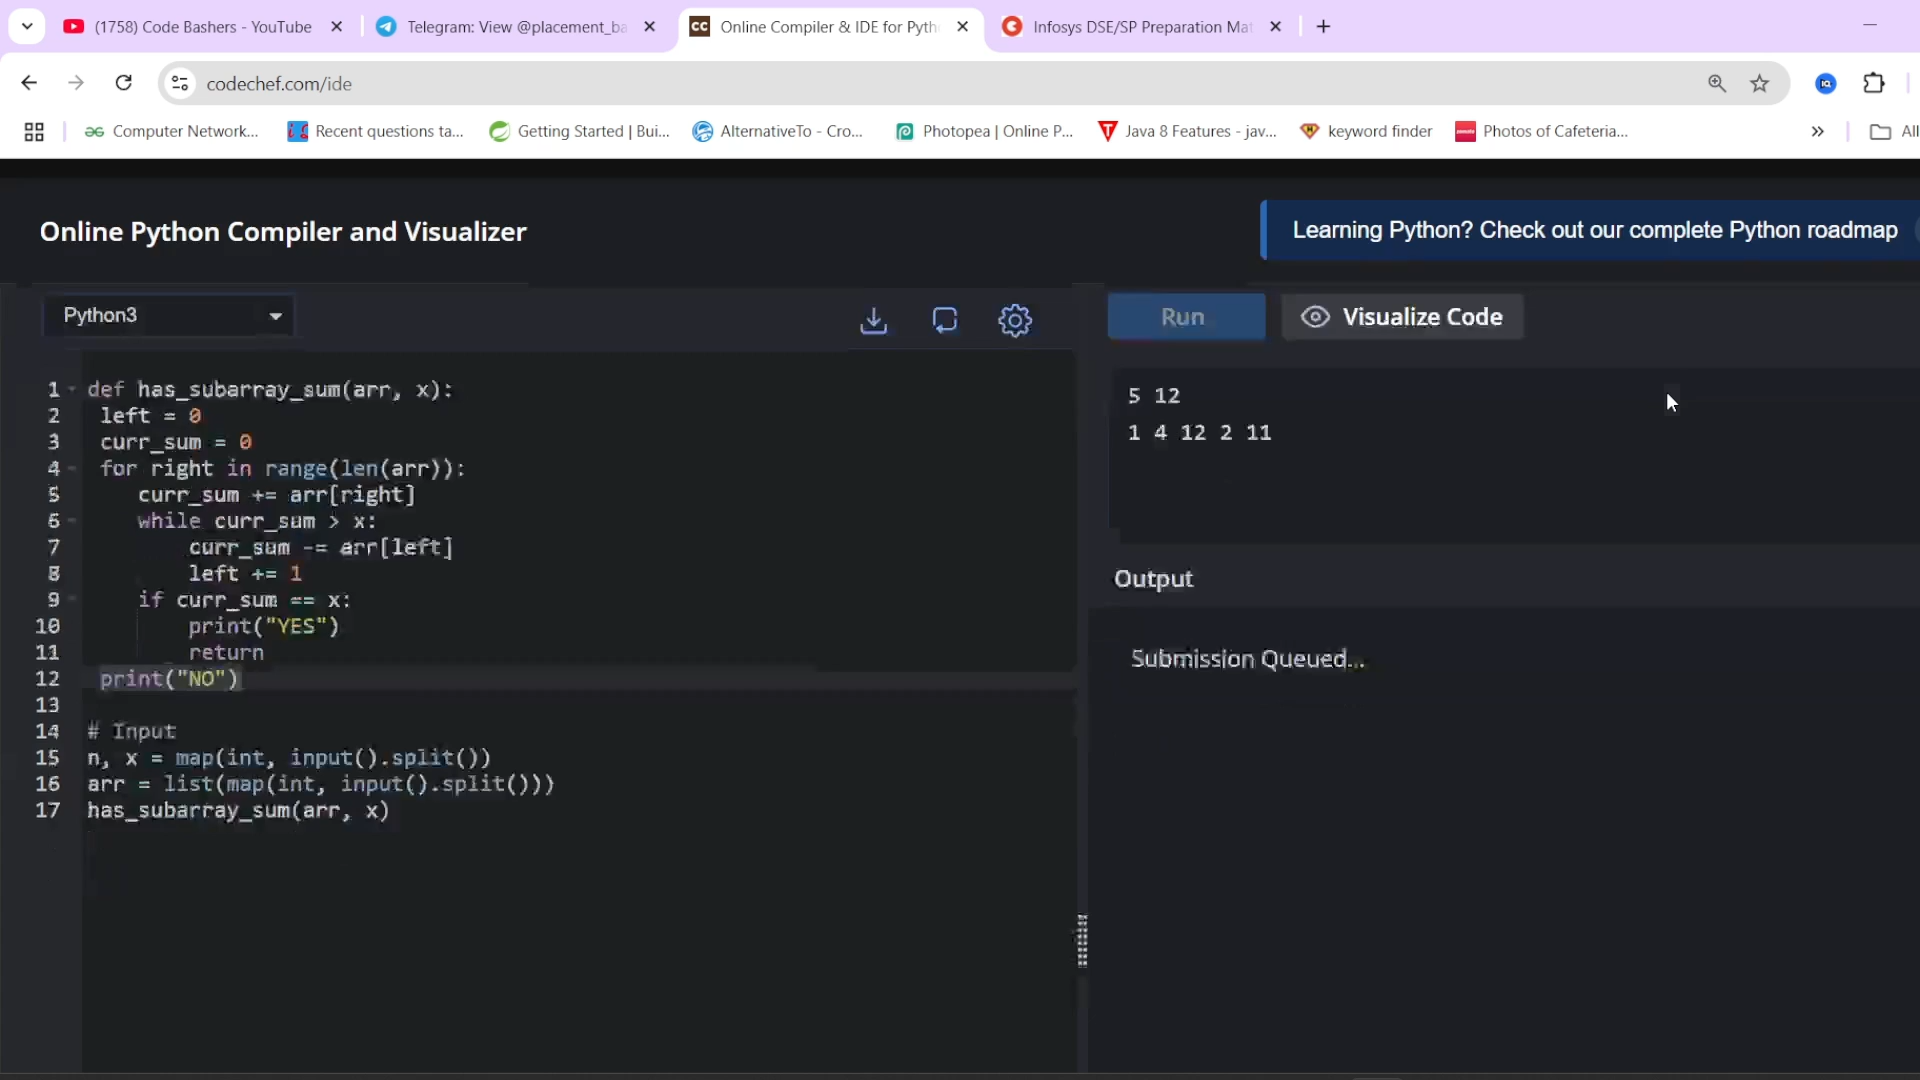 (1758) Code Bashers - YouTube
Telegram: View @placement_ba
CC Online Compiler & IDE for Pyth
Infosys DSE/SP Preparation Mat
codechef.com/ide
Computer Network...
Recent questions ta...
Getting Started | Bui...
AlternativeTo - Cro...
Photopea | Online P...
Java 8 Features - jav...
keyword finder
Photos of Cafeteria...
All
Online Python Compiler and Visualizer
Learning Python? Check out our complete Python roadmap
Python3
Run
Visualize Code
1 def has_subarray_sum(arr, x):
2 left = 0
3 curr_sum = 0
4 for right in range(len(arr)):
5 curr_sum += arr[right]
6 while curr_sum > x:
7 curr_sum -= arr[left]
8 left += 1
9 if curr_sum == x:
10 print("YES")
11 return
12 print("NO")
13
14 # Input
15 n, x = map(int, input().split())
16 arr = list(map(int, input().split()))
17 has_subarray_sum(arr, x)
5 12
1 4 12 2 11
Output
Submission Queued...